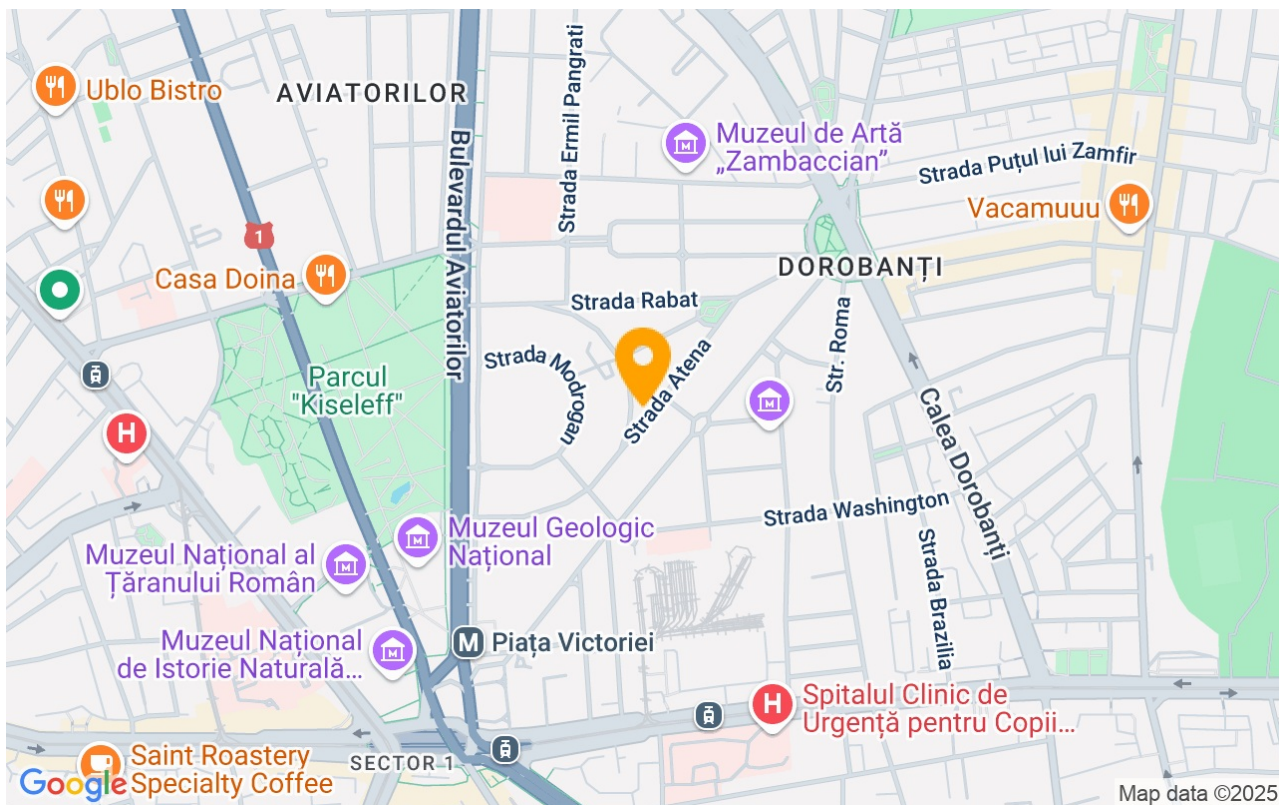 Ublo Bistro
AVIATORILOR
Bulevardul Aviatorilor
Strada Ermil Pangrati
Muzeul de Artă
„Zambaccian”
Strada Puțul lui Zamfir
Vacamuuu
1
Casa Doina
DOROBANȚI
Strada Rabat
Strada Modrogan
Strada Atena
Str. Roma
Calea Dorobanți
Parcul
"Kiseleff"
H
Strada Washington
Strada Brazilia
Muzeul Geologic
Național
Muzeul Național al
Țăranului Român
Muzeul Național
de Istorie Naturală...
M Piața Victoriei
H Spitalul Clinic de
Urgență pentru Copii...
SECTOR 1
Saint Roastery
Specialty Coffee
Google
Map data ©2025